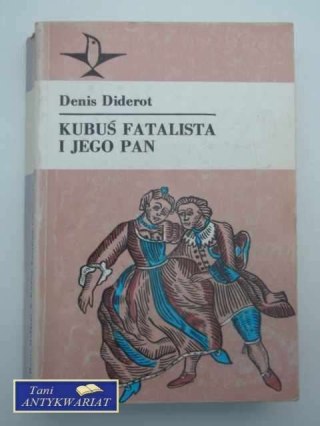 Denis Diderot
KUBUŚ FATALISTA
I JEGO PAN
Tani
ANTYKWARIAT